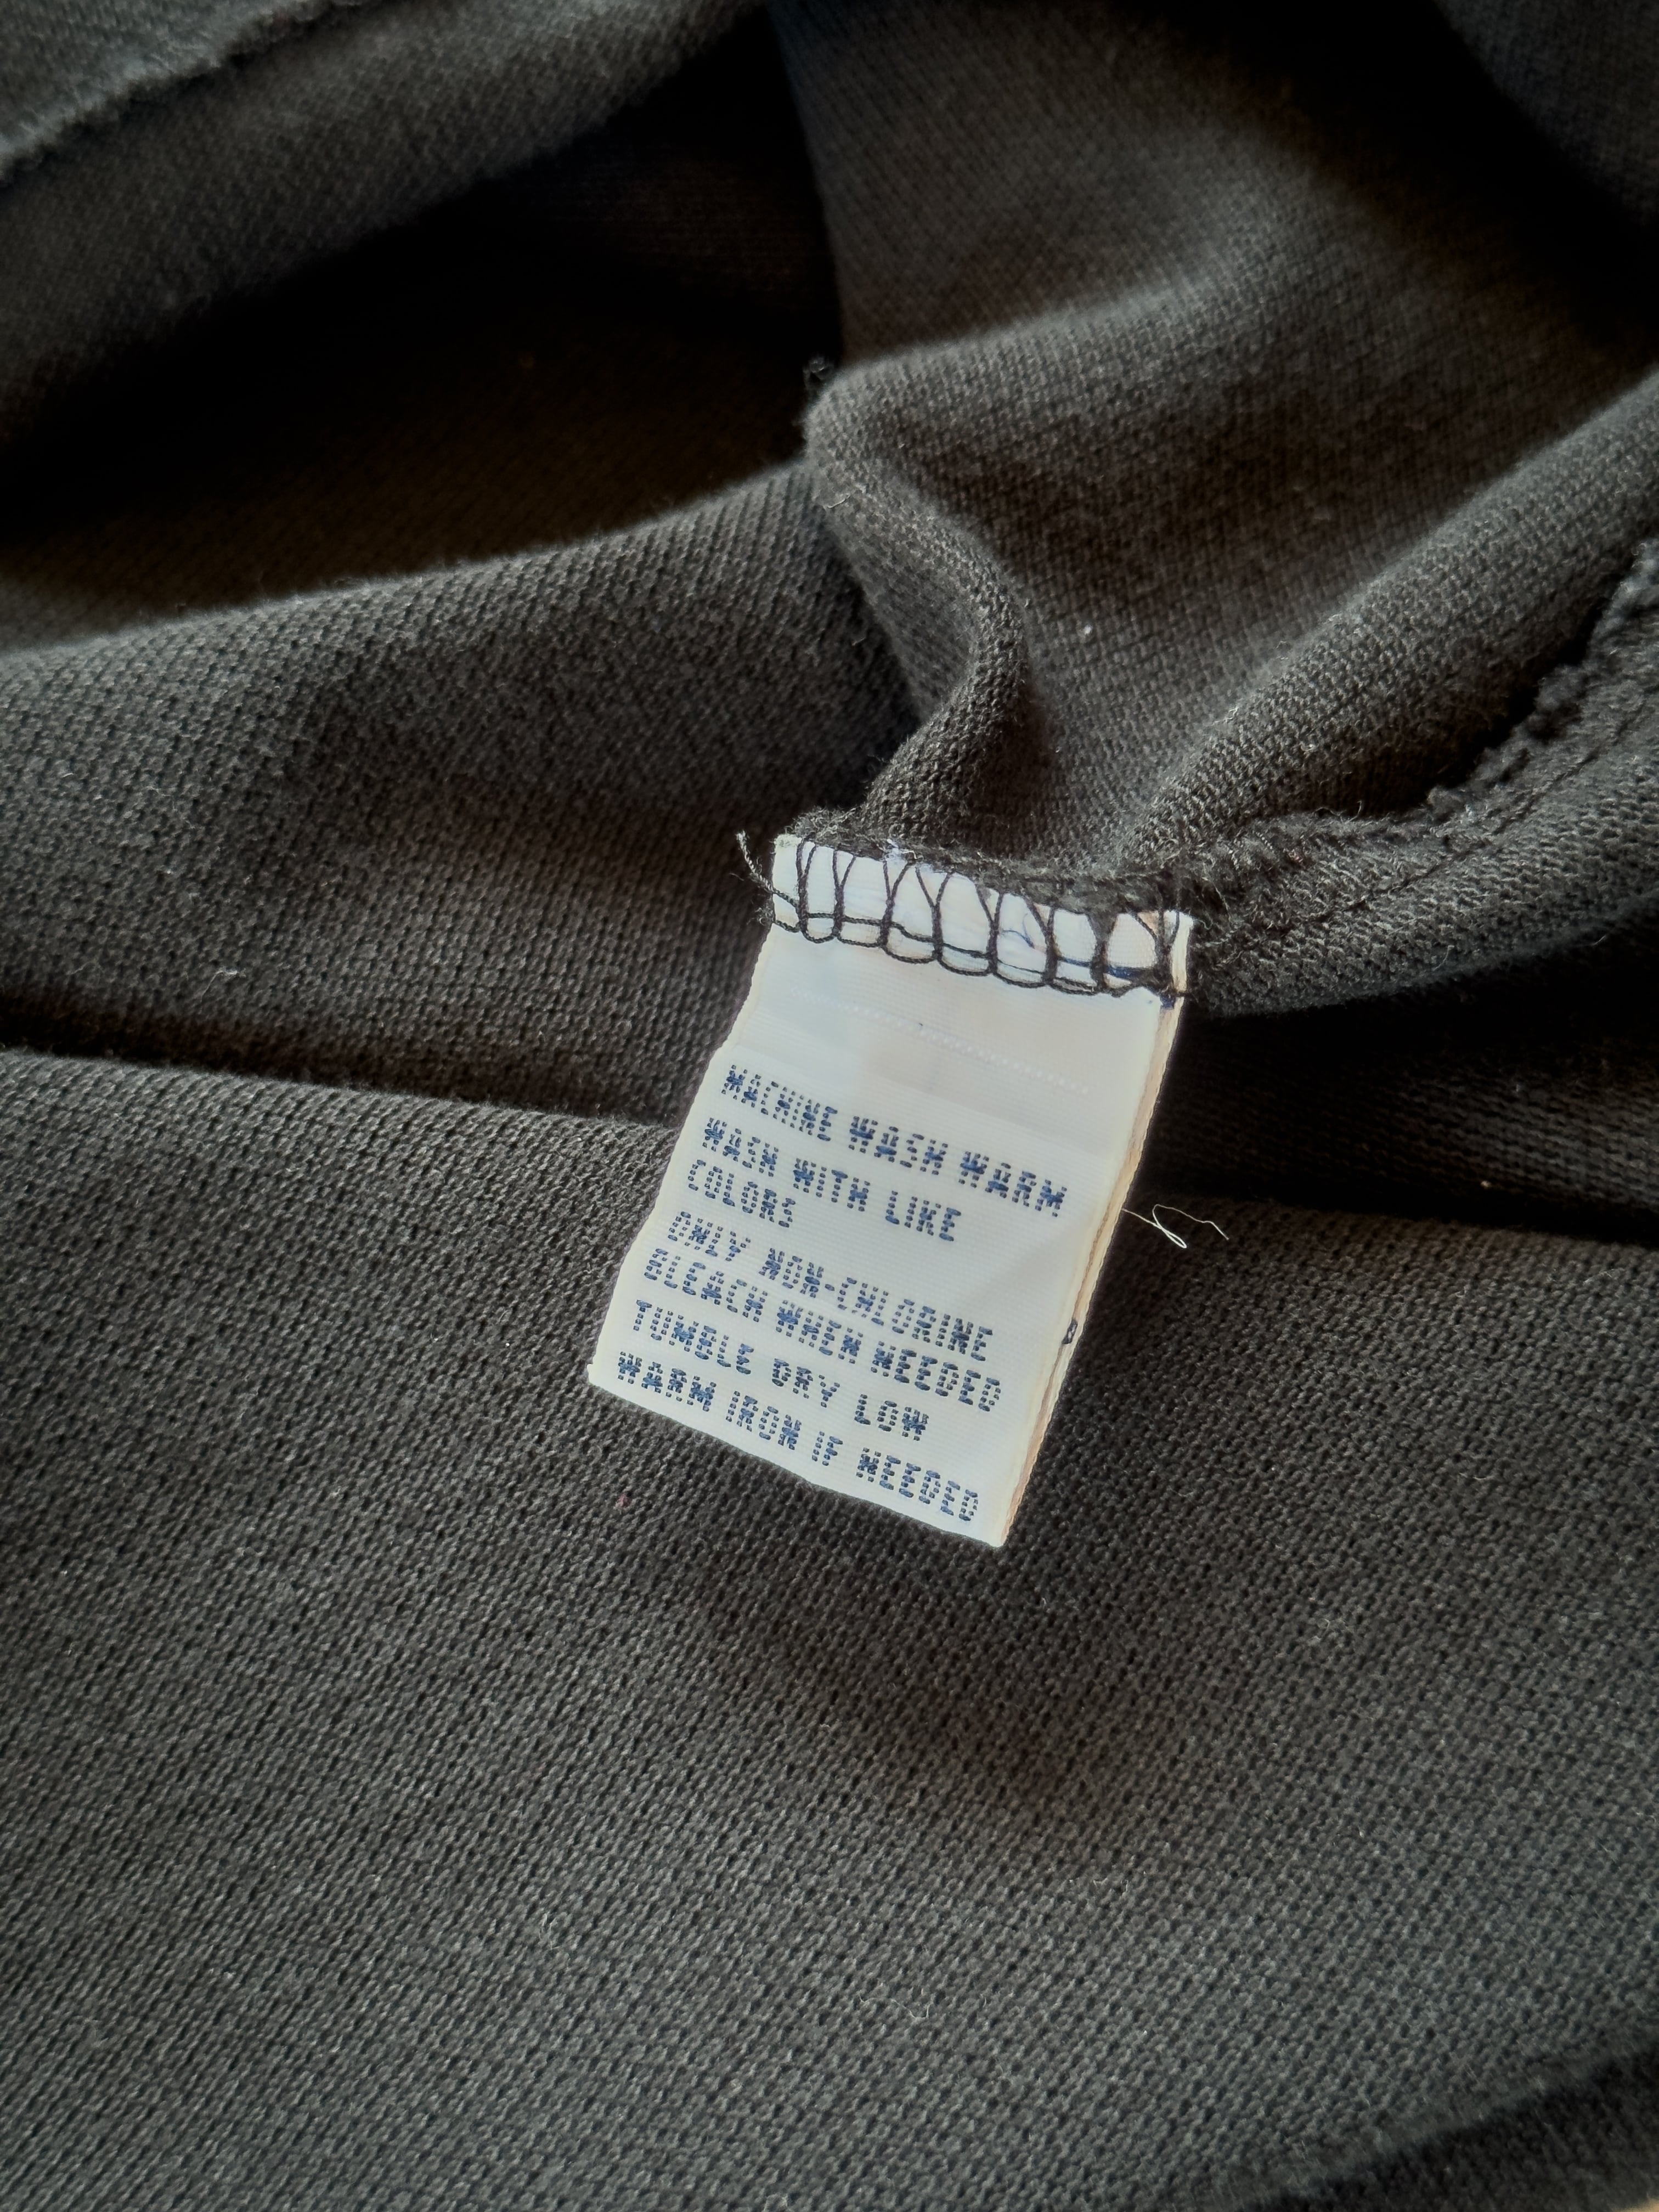 MACHINE WASH WARM
WASH WITH LIKE
COLORS
ONLY NON-CHLORINE
BLEACH WHEN NEEDED
TUMBLE DRY LOW
WARM IRON IF NEEDED